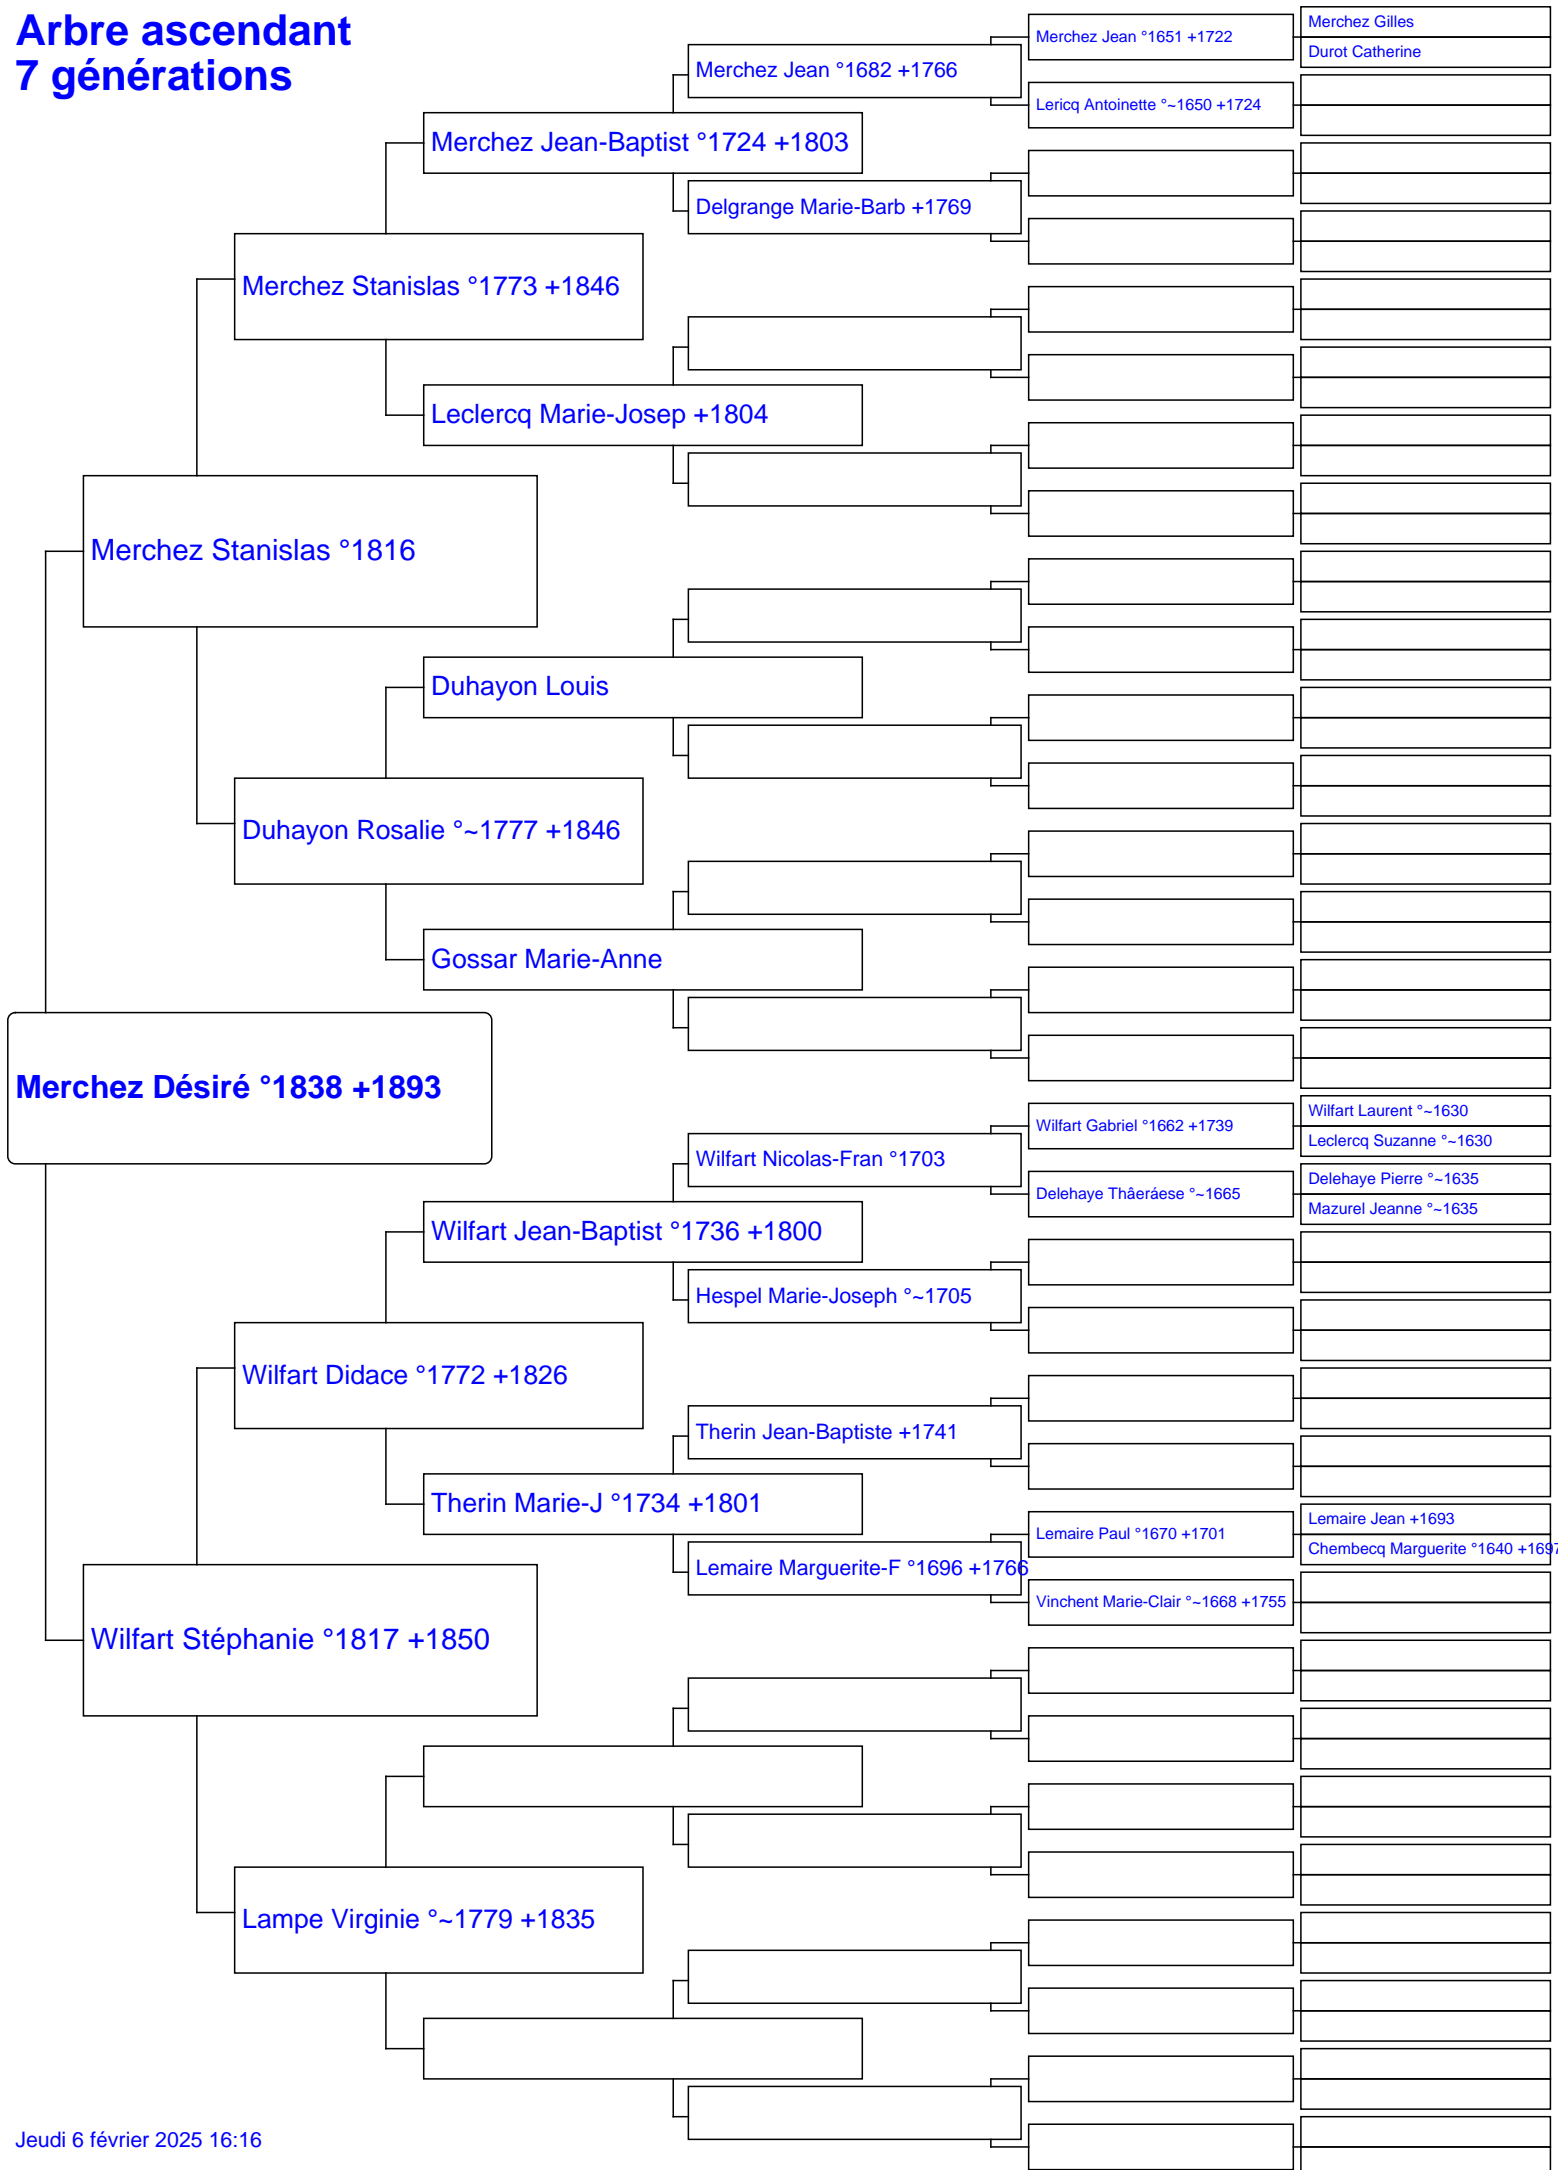 Arbre ascendant
7 générations
Merchez Gilles
Merchez Jean °1651 +1722
Durot Catherine
Merchez Jean °1682 +1766
Lericq Antoinette °~1650 +1724
Merchez Jean-Baptist °1724 +1803
Delgrange Marie-Barb +1769
Merchez Stanislas °1773 +1846
Leclercq Marie-Josep +1804
Merchez Stanislas °1816
Duhayon Louis
Duhayon Rosalie °~1777 +1846
Gossar Marie-Anne
Merchez Désiré °1838 +1893
Wilfart Laurent °~1630
Wilfart Gabriel °1662 +1739
Leclercq Suzanne °~1630
Wilfart Nicolas-Fran °1703
Delehaye Pierre °~1635
Delehaye Thâeráese °~1665
Mazurel Jeanne °~1635
Wilfart Jean-Baptist °1736 +1800
Hespel Marie-Joseph °~1705
Wilfart Didace °1772 +1826
Therin Jean-Baptiste +1741
Therin Marie-J °1734 +1801
Lemaire Jean +1693
Lemaire Paul °1670 +1701
Chembecq Marguerite °1640 +1697
Lemaire Marguerite-F °1696 +1766
Vinchent Marie-Clair °~1668 +1755
Wilfart Stéphanie °1817 +1850
Lampe Virginie °~1779 +1835
Jeudi 6 février 2025 16:16